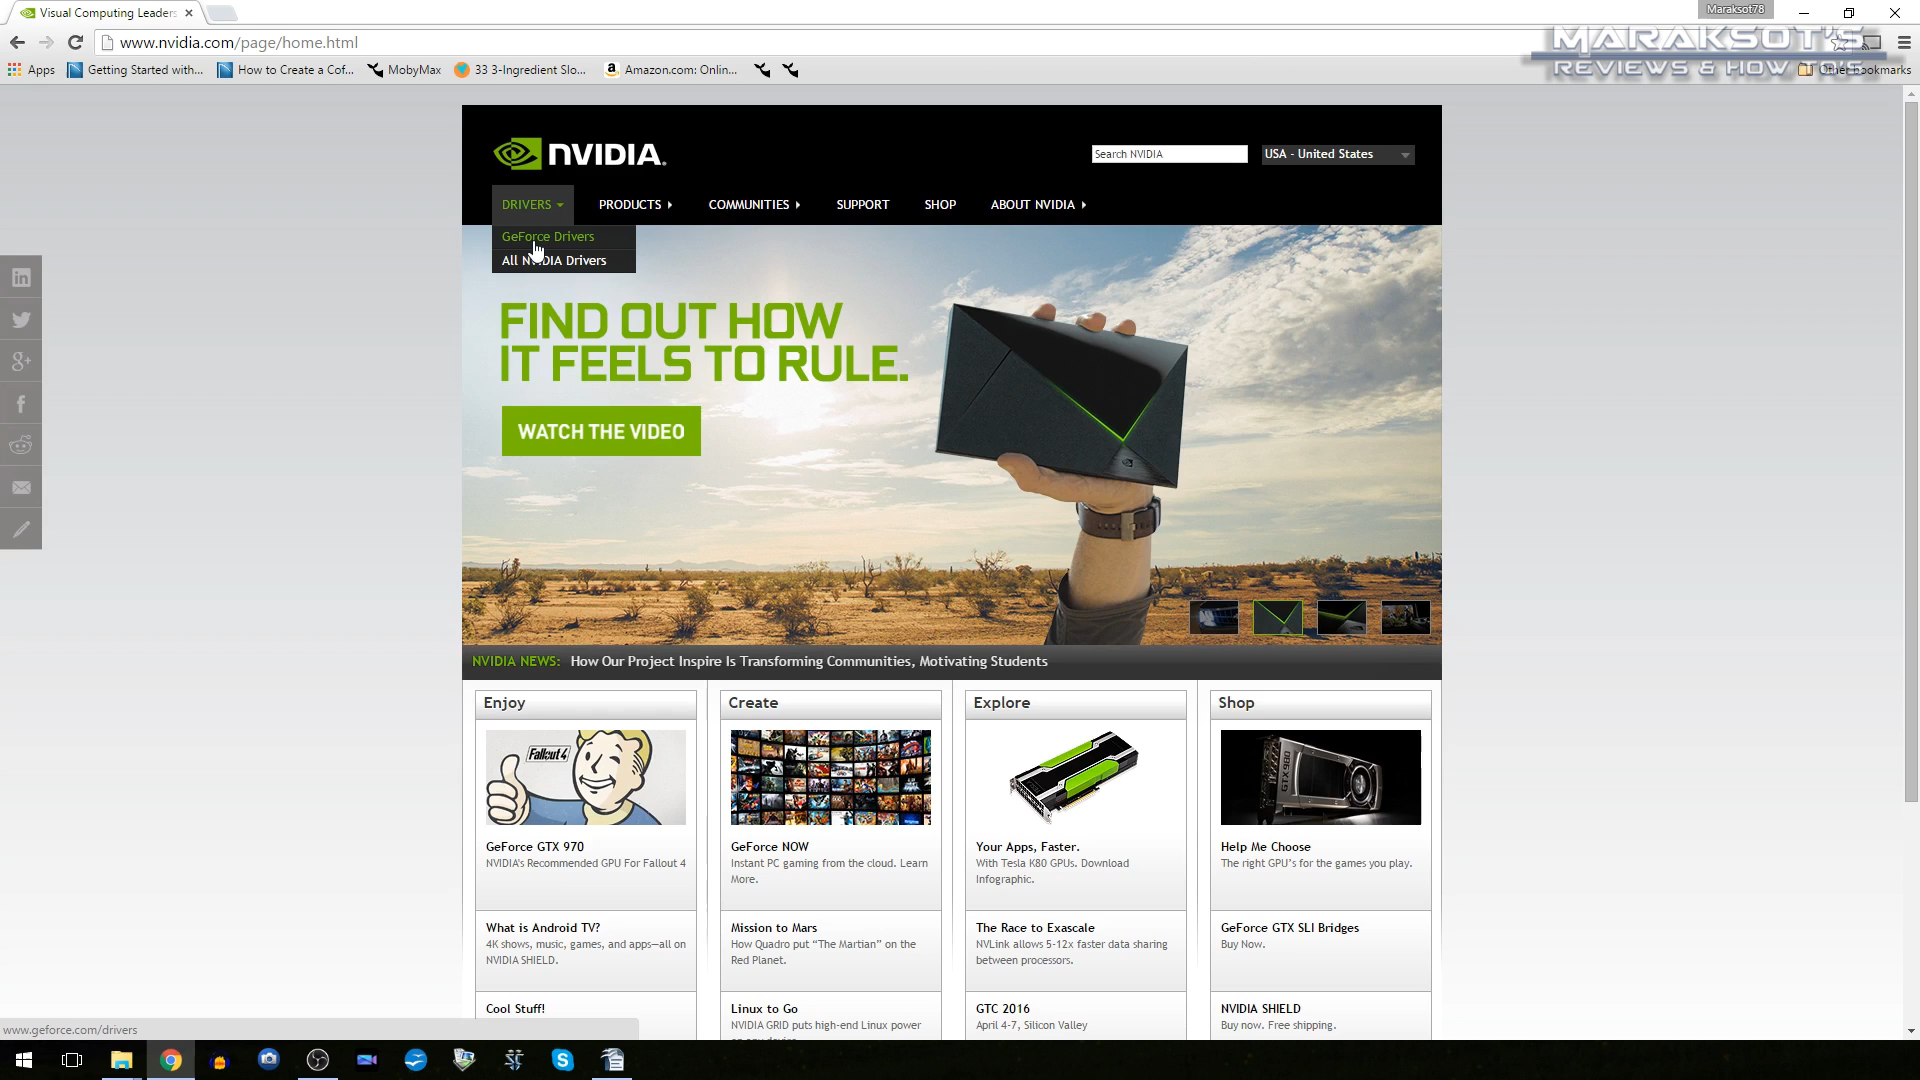 Visual Computing Leaders
Maraksot78
www.nvidia.com/page/home.html
MARAKSOT'S
REVIEWS & HOW TO'S
Apps
Getting Started with...
How to Create a Cof...
MobyMax
33 3-Ingredient Slo...
Amazon.com: Onlin...
Other bookmarks
NVIDIA.
Search NVIDIA
USA - United States
DRIVERS
PRODUCTS
COMMUNITIES
SUPPORT
SHOP
ABOUT NVIDIA
GeForce Drivers
All NVIDIA Drivers
FIND OUT HOW
IT FEELS TO RULE.
WATCH THE VIDEO
NVIDIA NEWS: How Our Project Inspire Is Transforming Communities, Motivating Students
Enjoy
Fallout 4
GeForce GTX 970
NVIDIA's Recommended GPU For Fallout 4
What is Android TV?
4K shows, music, games, and apps—all on
NVIDIA SHIELD.
Cool Stuff!
Create
GeForce NOW
Instant PC gaming from the cloud. Learn
More.
Mission to Mars
How Quadro put “The Martian” on the
Red Planet.
Linux to Go
NVIDIA GRID puts high-end Linux power
Explore
Your Apps, Faster.
With Tesla K80 GPUs. Download
Infographic.
The Race to Exascale
NVLink allows 5-12x faster data sharing
between processors.
GTC 2016
April 4-7, Silicon Valley
Shop
GTX 980
Help Me Choose
The right GPU's for the games you play.
GeForce GTX SLI Bridges
Buy Now.
NVIDIA SHIELD
Buy now. Free shipping.
www.geforce.com/drivers